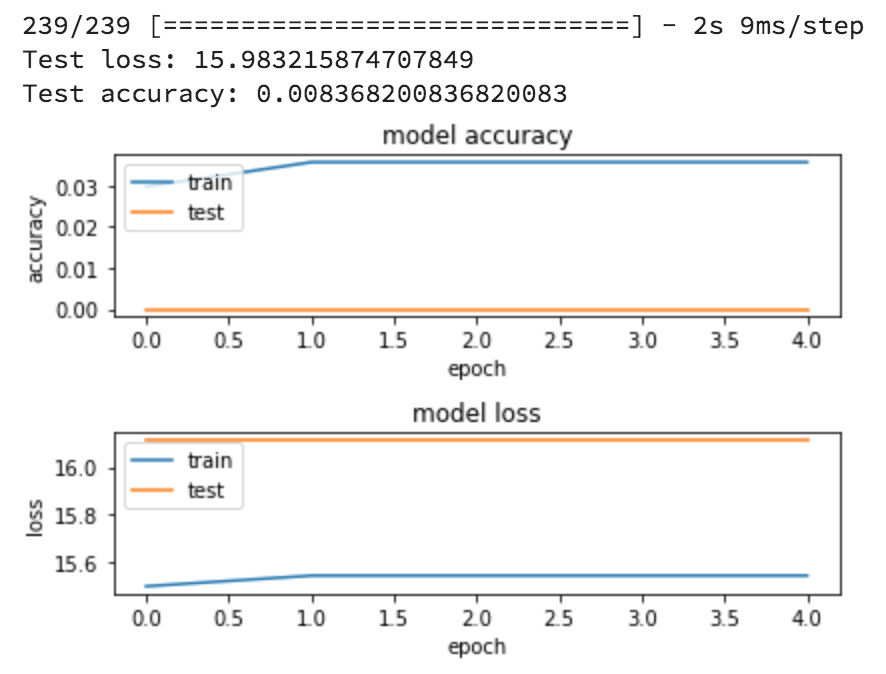 239/239 [==============================] - 2s 9ms/step
Test loss: 15.983215874707849
Test accuracy: 0.008368200836820083
model accuracy
train
test
accuracy
0.03
0.02
0.01
0.00
0.0 0.5 1.0 1.5 2.0 2.5 3.0 3.5 4.0
epoch
model loss
train
test
loss
16.0
15.8
15.6
0.0 0.5 1.0 1.5 2.0 2.5 3.0 3.5 4.0
epoch